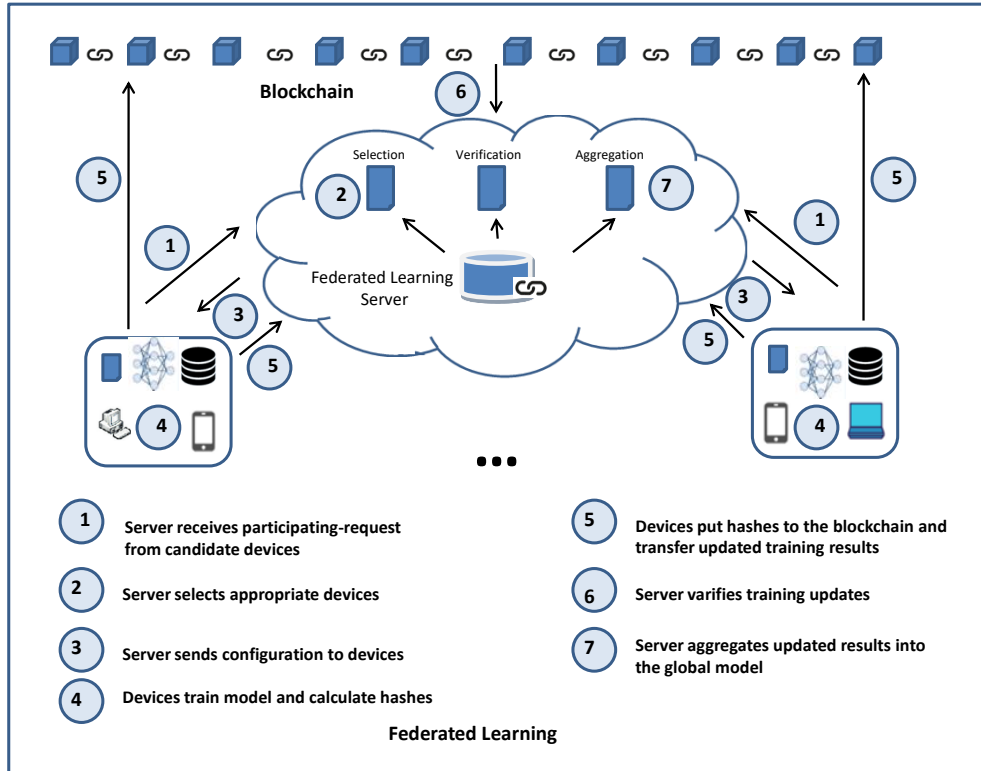 Blockchain
6
5
5
Selection
Verification
Aggregation
2
7
1
1
Federated Learning
Server
3
3
5
5
4
4
...
1
Server receives participating-request
from candidate devices
2
Server selects appropriate devices
3
Server sends configuration to devices
4
Devices train model and calculate hashes
5
Devices put hashes to the blockchain and
transfer updated training results
6
Server varifies training updates
7
Server aggregates updated results into
the global model
Federated Learning